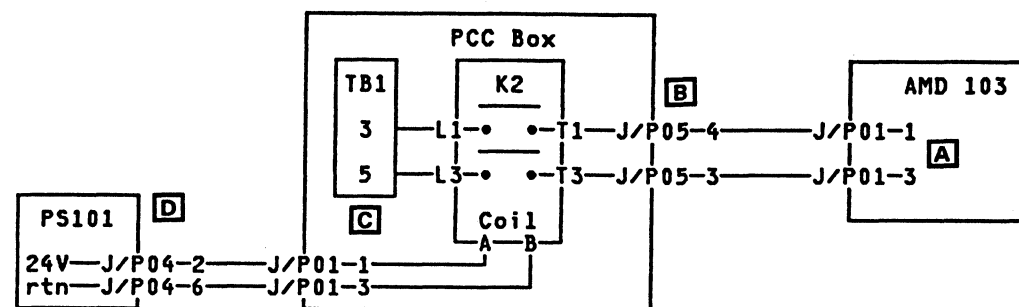 PCC Box
TB1
K2
AMD 103
B
3 L1 T1 J/P05-4 J/P01-1
A
5 L3 T3 J/P05-3 J/P01-3
D
C
PS101
Coil
A B
24V J/P04-2 J/P01-1
rtn J/P04-6 J/P01-3